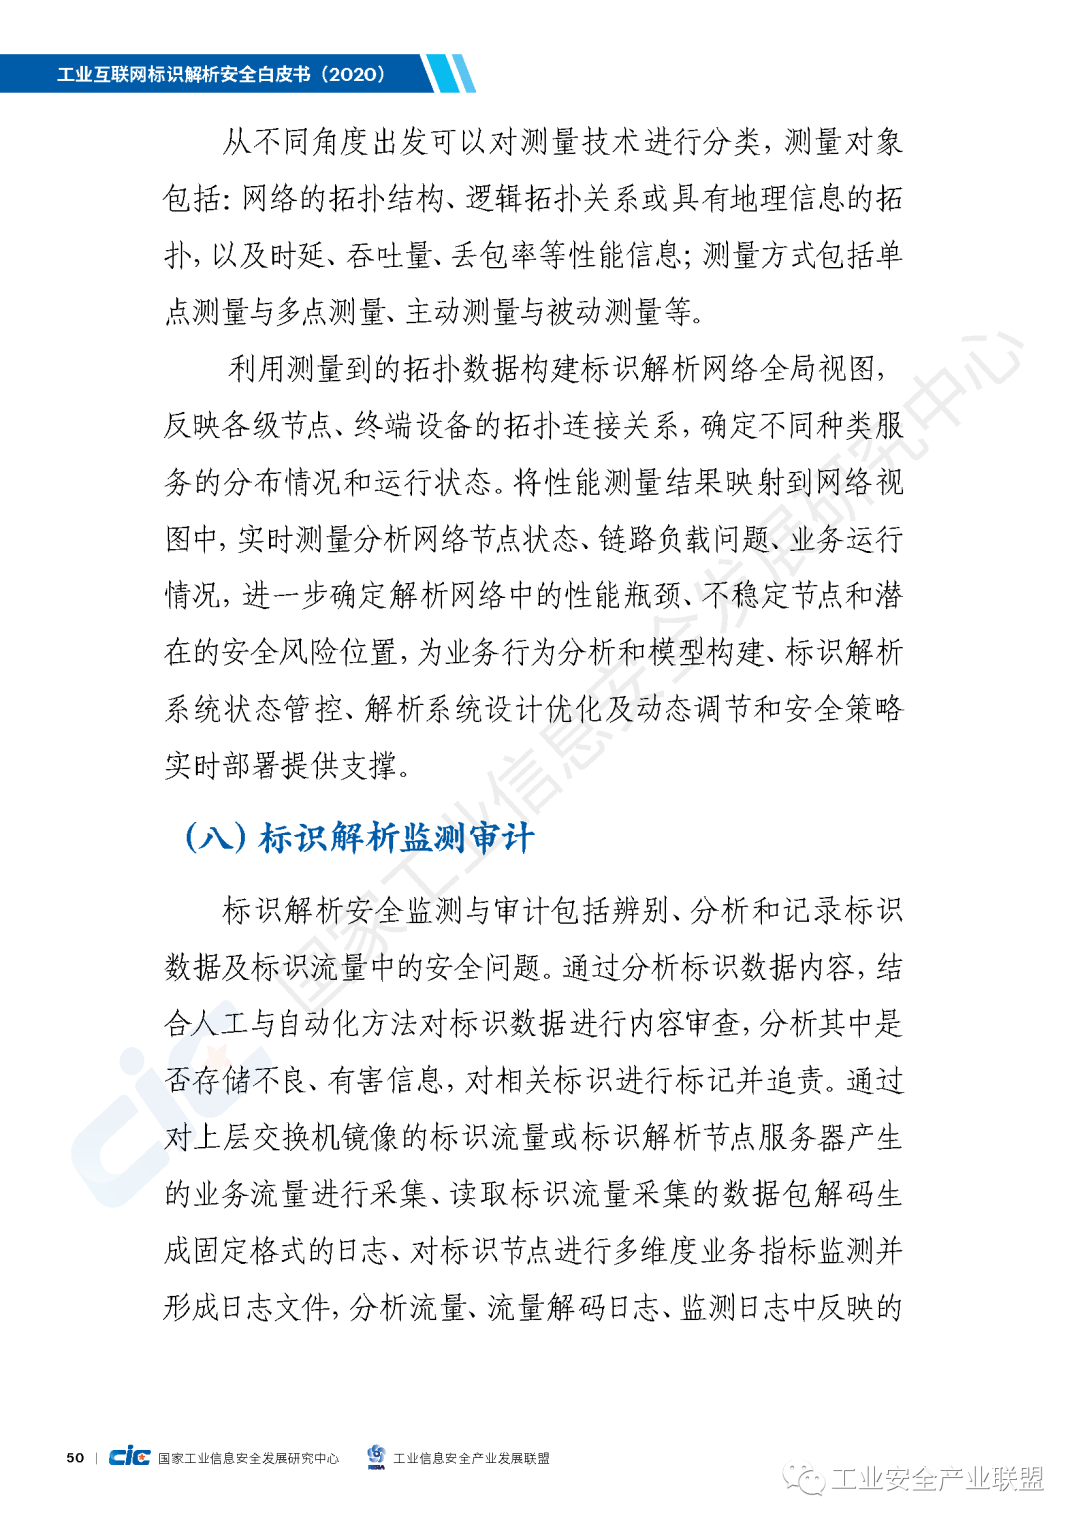 工业互联网标识解析安全白皮书（2020）
从不同角度出发可以对测量技术进行分类，测量对象
包括：网络的拓扑结构、逻辑拓扑关系或具有地理信息的拓
扑，以及时延、吞吐量、丢包率等性能信息；测量方式包括单
点测量与多点测量、主动测量与被动测量等。
利用测量到的拓扑数据构建标识解析网络全局视图，
反映各级节点、终端设备的拓扑连接关系，确定不同种类服
务的分布情况和运行状态。将性能测量结果映射到网络视
图中，实时测量分析网络节点状态、链路负载问题、业务运行
情况，进一步确定解析网络中的性能瓶颈、不稳定节点和潜
在的安全风险位置，为业务行为分析和模型构建、标识解析
系统状态管控、解析系统设计优化及动态调节和安全策略
实时部署提供支撑。
（八）标识解析监测审计
标识解析安全监测与审计包括辨别、分析和记录标识
数据及标识流量中的安全问题。通过分析标识数据内容，结
合人工与自动化方法对标识数据进行内容审查，分析其中是
否存储不良、有害信息，对相关标识进行标记并追责。通过
对上层交换机镜像的标识流量或标识解析节点服务器产生
的业务流量进行采集、读取标识流量采集的数据包解码生
成固定格式的日志、对标识节点进行多维度业务指标监测并
形成日志文件，分析流量、流量解码日志、监测日志中反映的
国家工业信息安全发展研究中心
cic
50 | cic 国家工业信息安全发展研究中心 工业信息安全产业发展联盟
工业安全产业联盟